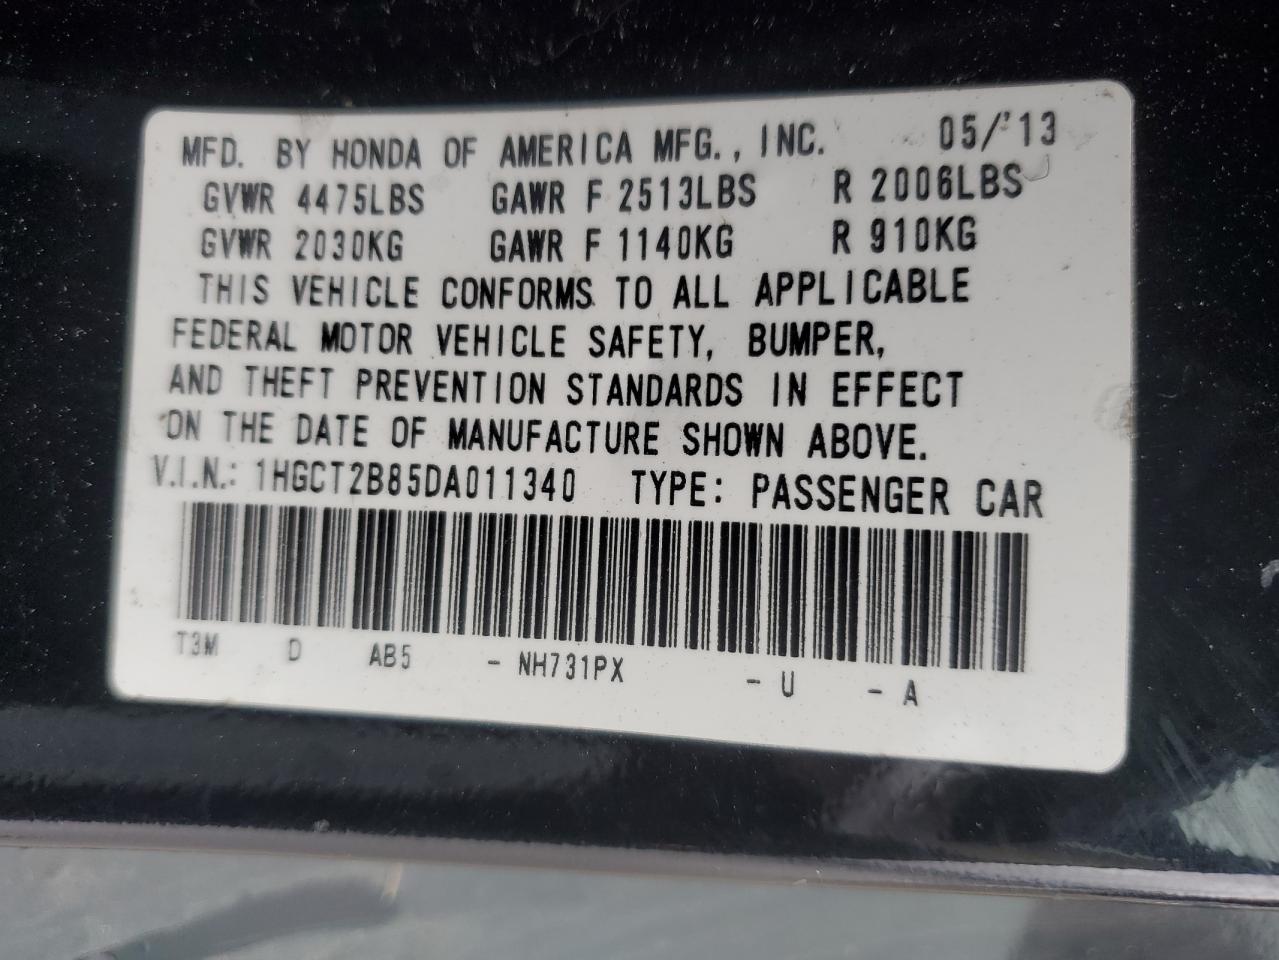 MFD. BY HONDA OF AMERICA MFG., INC. 05/'13
GVWR 4475LBS GAWR F 2513LBS R 2006LBS
GVWR 2030KG GAWR F 1140KG R 910KG
THIS VEHICLE CONFORMS TO ALL APPLICABLE
FEDERAL MOTOR VEHICLE SAFETY, BUMPER,
AND THEFT PREVENTION STANDARDS IN EFFECT
ON THE DATE OF MANUFACTURE SHOWN ABOVE.
V.I.N.: 1HGCT2B85DA011340 TYPE: PASSENGER CAR
T3M D AB5 - NH731PX - U - A